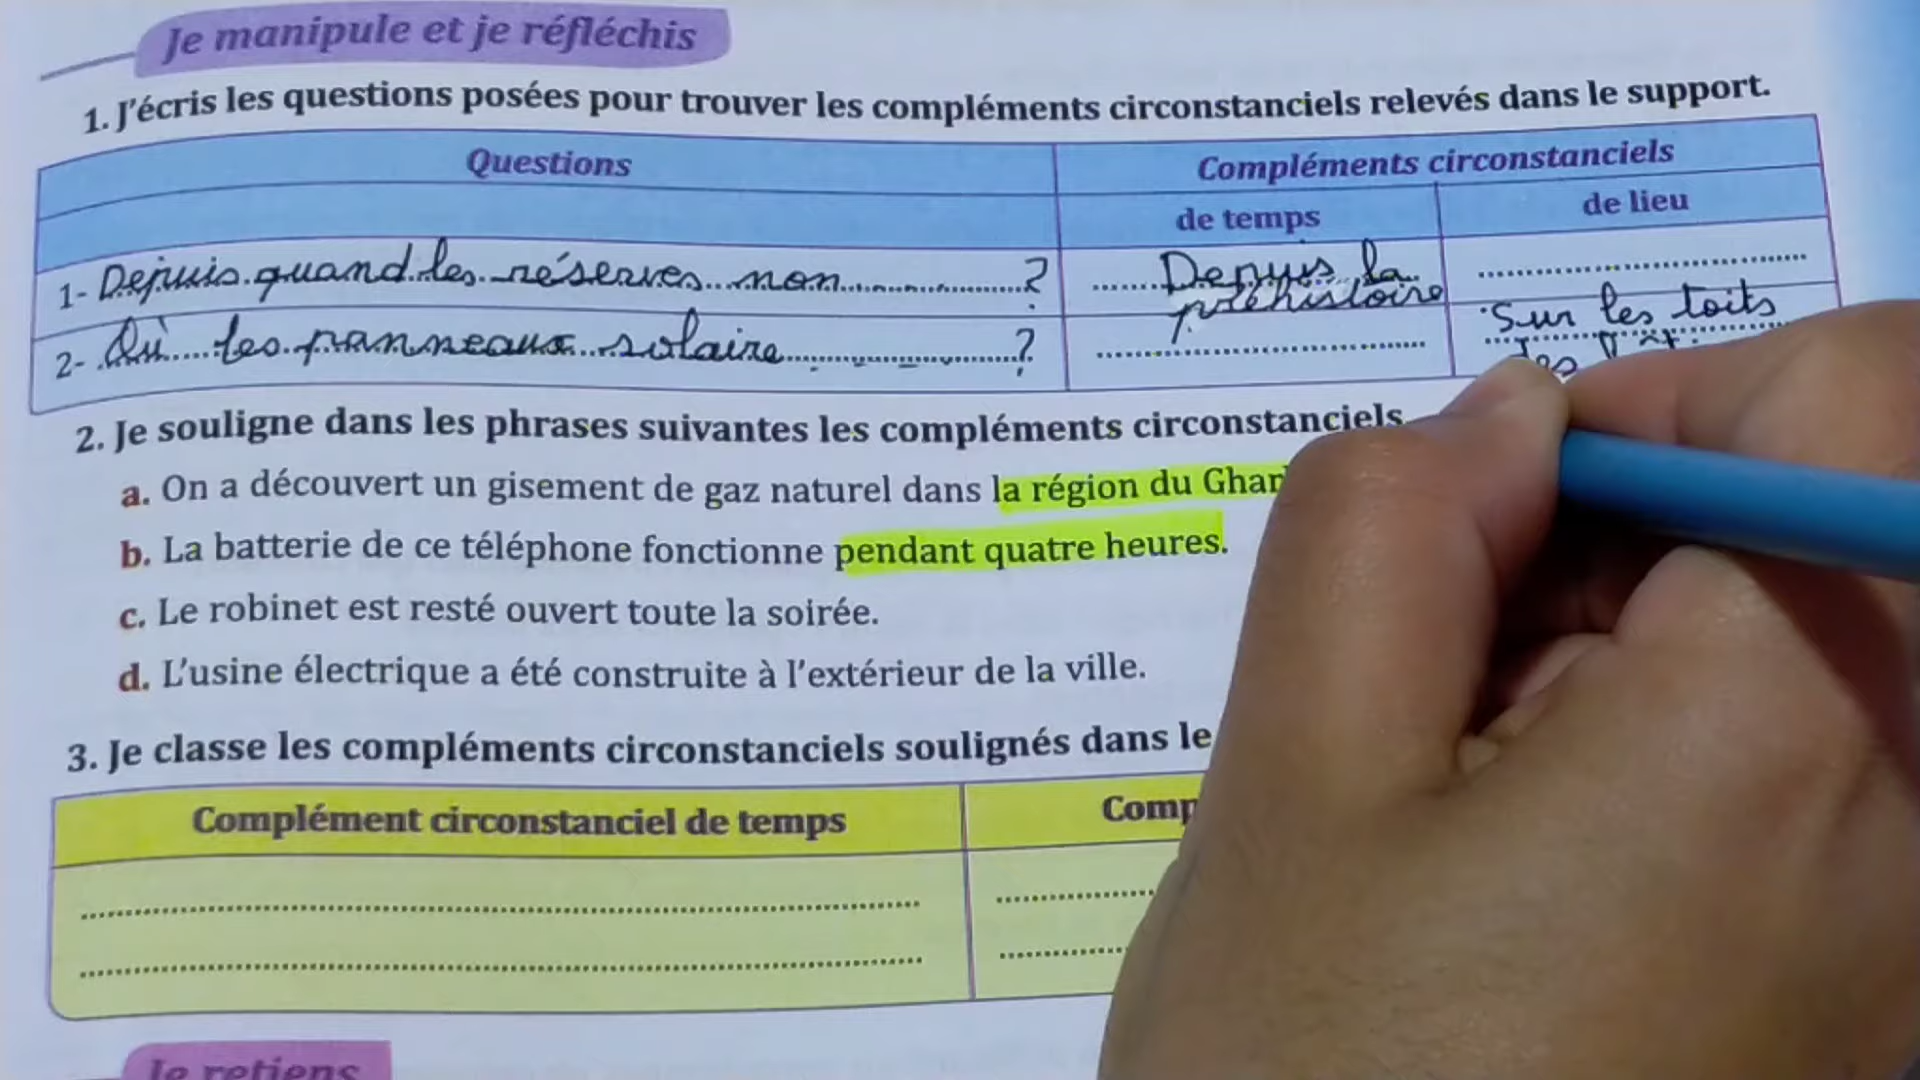 Je manipule et je réfléchis
1. J'écris les questions posées pour trouver les compléments circonstanciels relevés dans le support.
Questions
Compléments circonstanciels
de temps
de lieu
1- Depuis quand les réserves non ?
Depuis la
préhistoire
2- Où les panneaux solaire ?
Sur les toits
des
2. Je souligne dans les phrases suivantes les compléments circonstanciels
a. On a découvert un gisement de gaz naturel dans la région du
b. La batterie de ce téléphone fonctionne pendant quatre heures.
c. Le robinet est resté ouvert toute la soirée.
d. L'usine électrique a été construite à l'extérieur de la ville.
3. Je classe les compléments circonstanciels soulignés dans le
Complément circonstanciel de temps
Comp
Je retiens